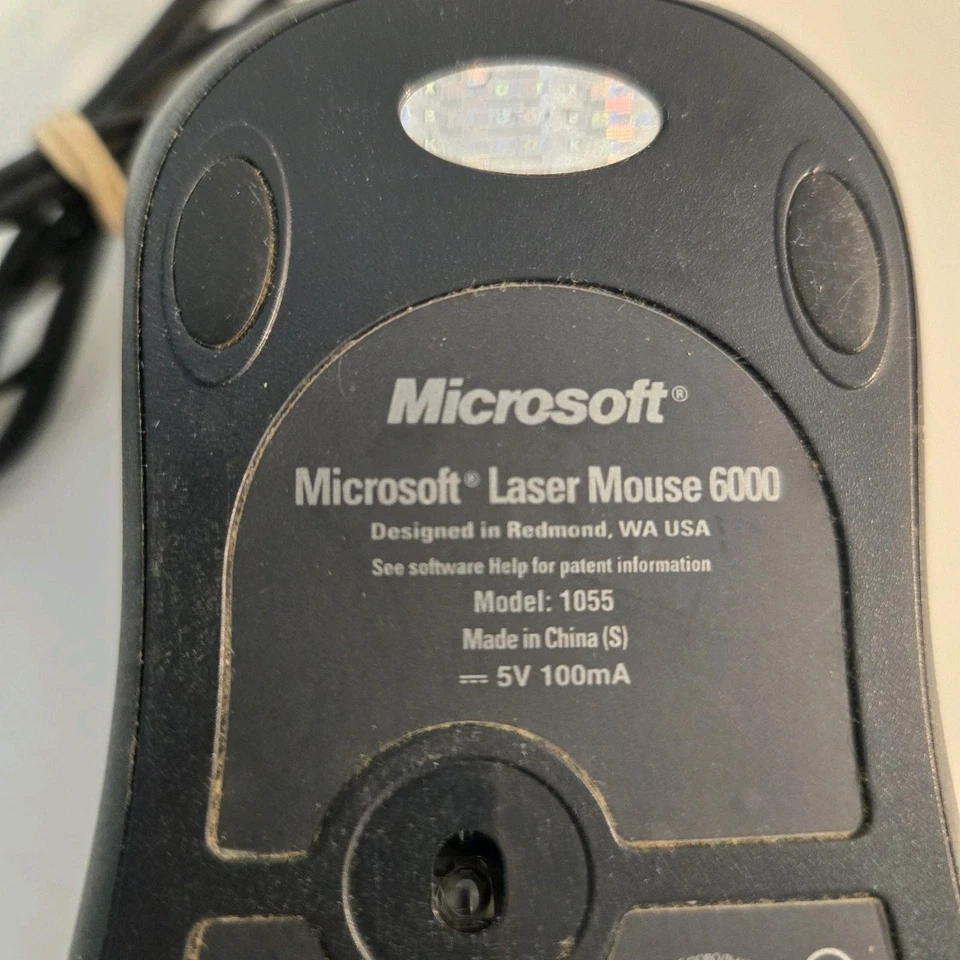 Microsoft®
Microsoft® Laser Mouse 6000
Designed in Redmond, WA USA
See software Help for patent information
Model: 1055
Made in China (S)
5V 100mA